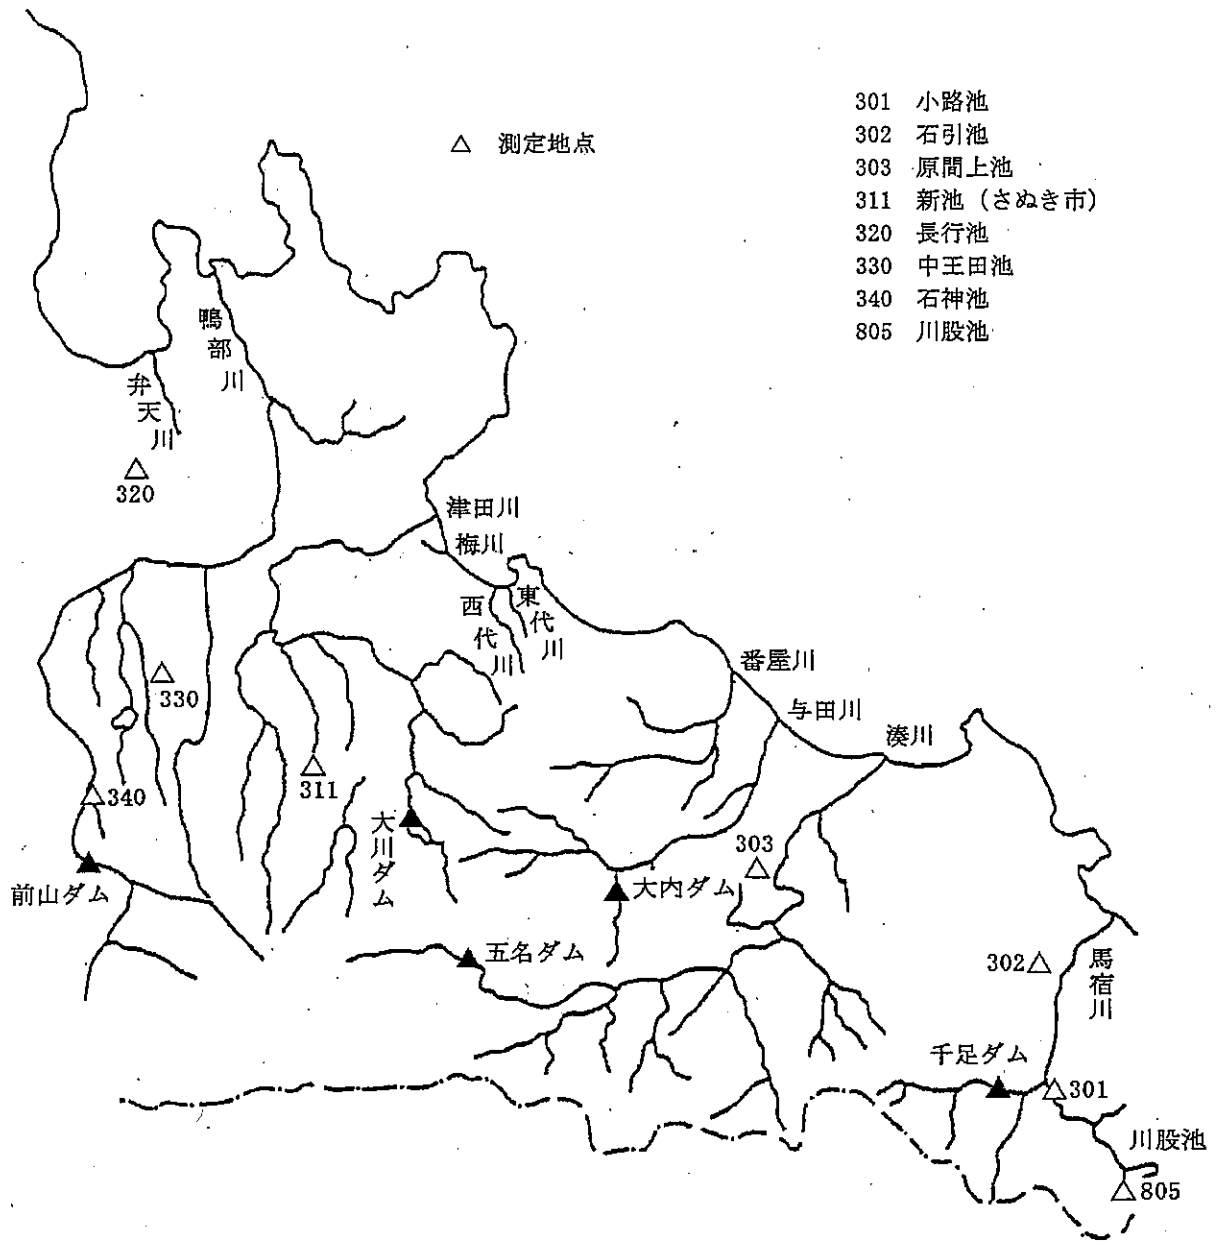 301 小路池
302 石引池
303 原間上池
311 新池（さぬき市）
320 長行池
330 中王田池
340 石神池
805 川股池
△ 測定地点
鴨部川
弁天川
320
津田川
梅川
西代川
東代川
番屋川
与田川
湊川
330
311
340
大川ダム
303
前山ダム
大内ダム
五名ダム
302
馬宿川
千足ダム
301
川股池
805